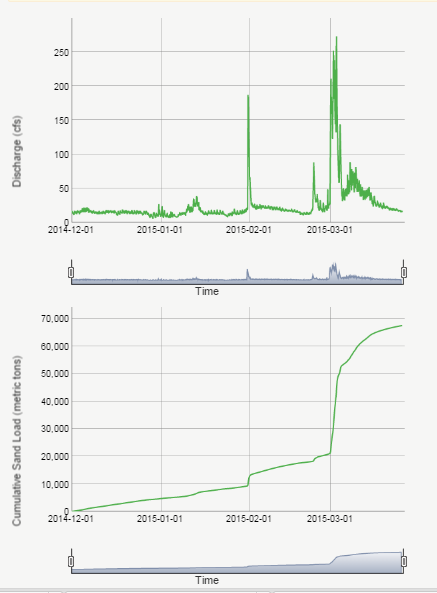 Discharge (cfs)
250
200
150
100
50
0
2014-12-01 2015-01-01 2015-02-01 2015-03-01
Time
Cumulative Sand Load (metric tons)
70,000
60,000
50,000
40,000
30,000
20,000
10,000
0
2014-12-01 2015-01-01 2015-02-01 2015-03-01
Time